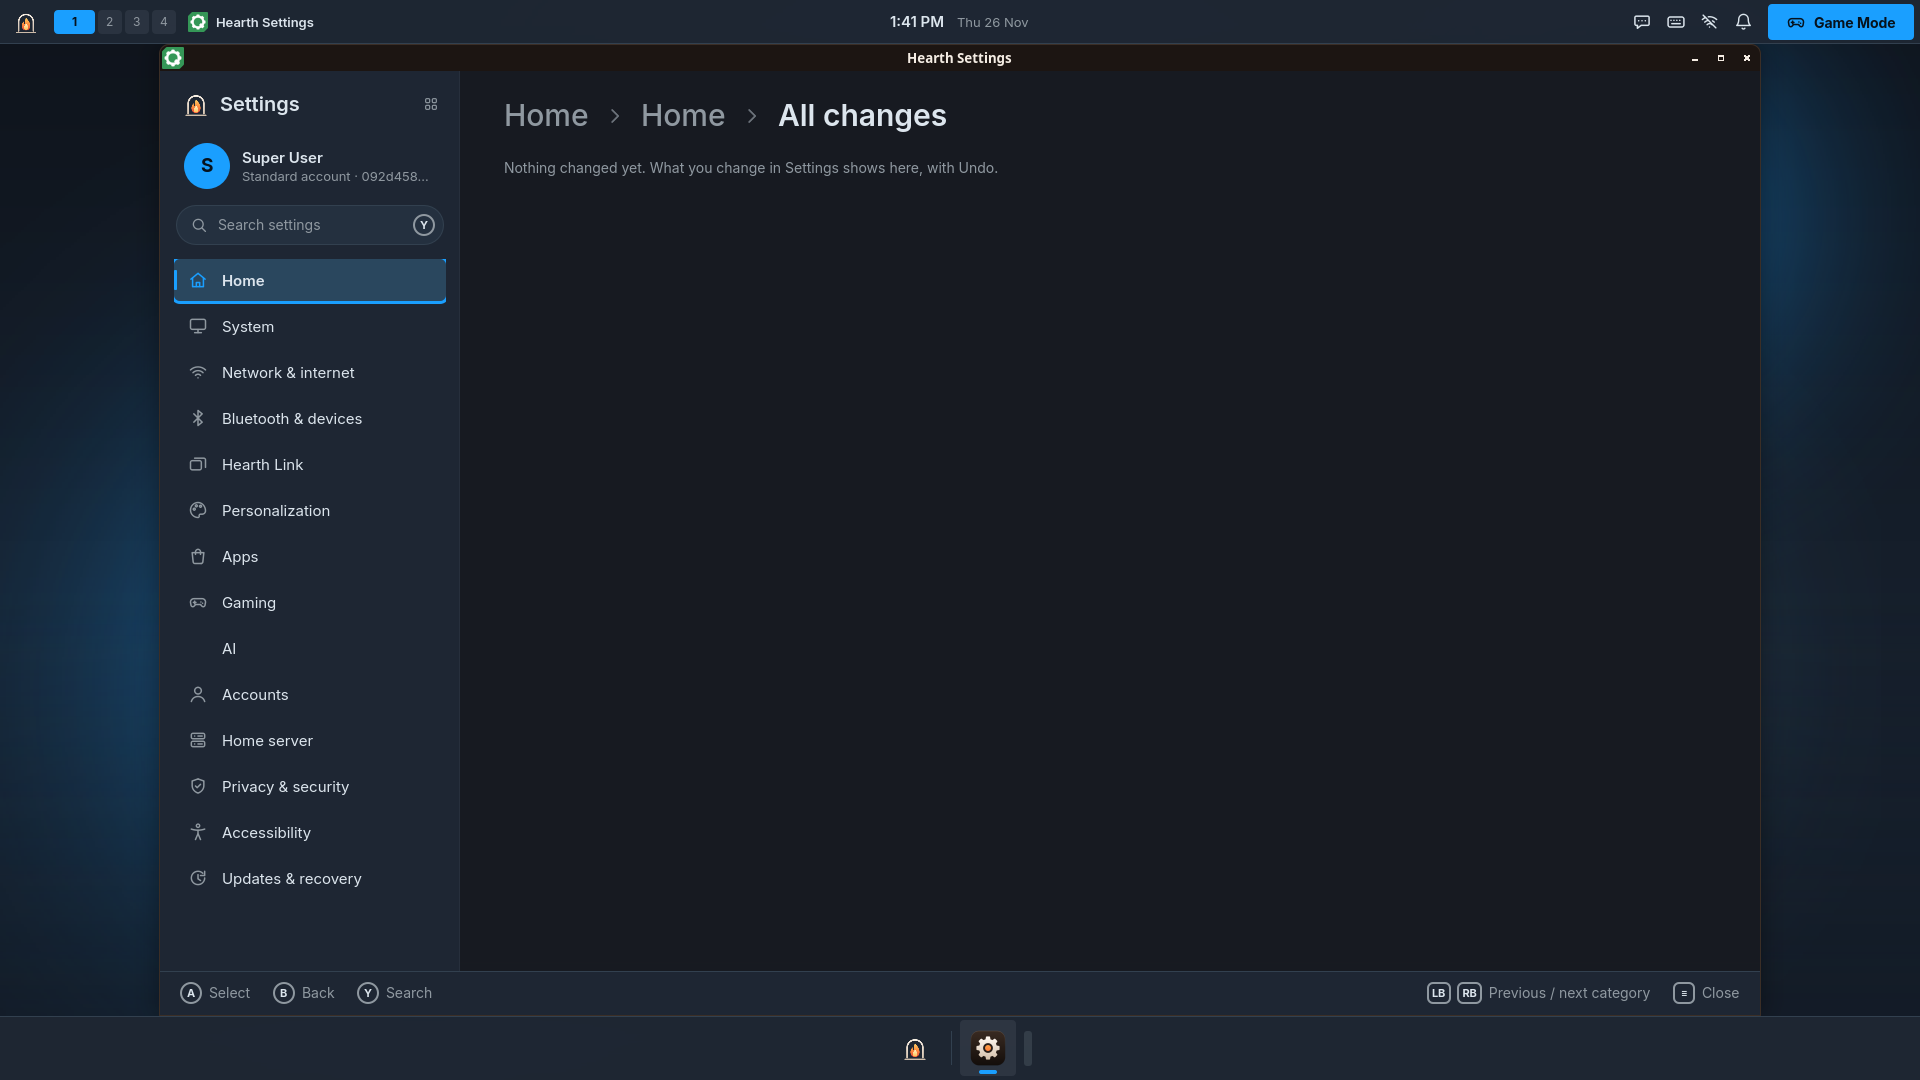 1 2 3 4 Hearth Settings
1:41 PM Thu 26 Nov
Game Mode
Hearth Settings
Settings
S
Super User
Standard account · 092d458...
Search settings Y
Home
System
Network & internet
Bluetooth & devices
Hearth Link
Personalization
Apps
Gaming
AI
Accounts
Home server
Privacy & security
Accessibility
Updates & recovery
Home > Home > All changes
Nothing changed yet. What you change in Settings shows here, with Undo.
A Select B Back Y Search
LB RB Previous / next category ≡ Close